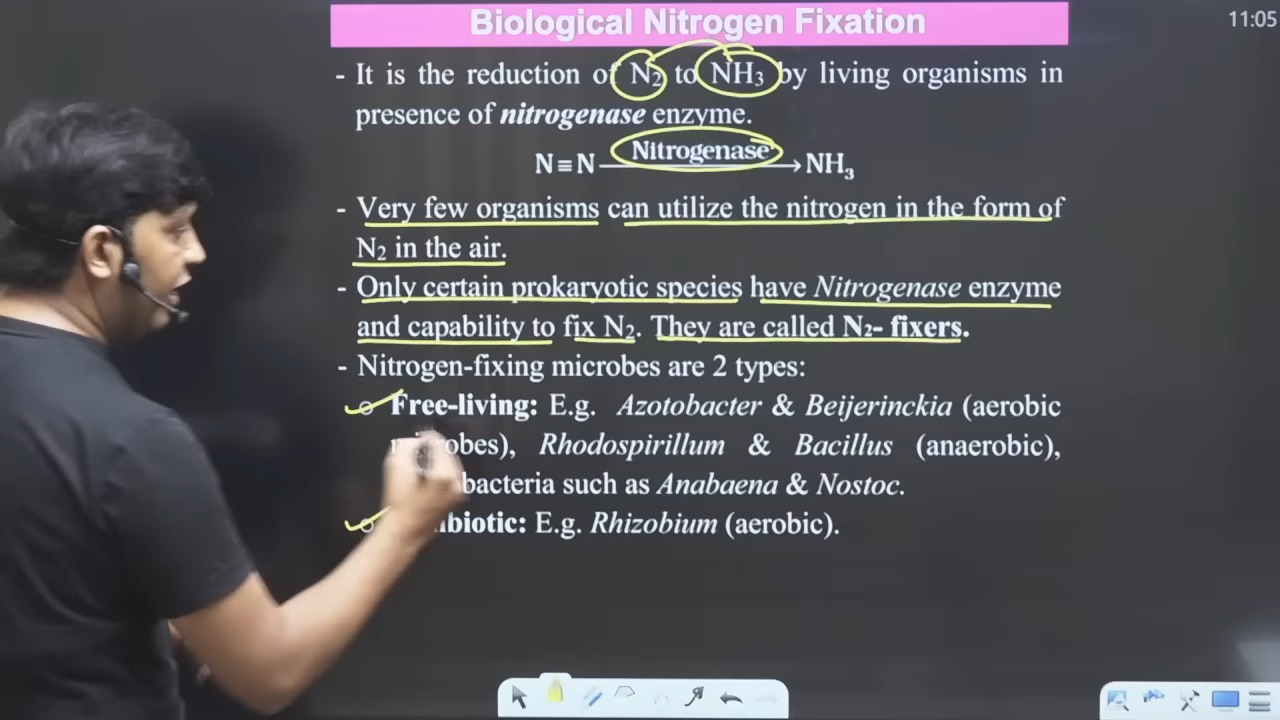 Biological Nitrogen Fixation
11:05
- It is the reduction of N₂ to NH₃ by living organisms in
presence of nitrogenase enzyme.
Nitrogenase
N≡N → NH₃
- Very few organisms can utilize the nitrogen in the form of
N₂ in the air.
- Only certain prokaryotic species have Nitrogenase enzyme
and capability to fix N₂. They are called N₂- fixers.
- Nitrogen-fixing microbes are 2 types:
o Free-living: E.g. Azotobacter & Beijerinckia (aerobic
Rhodospirillum & Bacillus (anaerobic),
such as Anabaena & Nostoc.
o E.g. Rhizobium (aerobic).